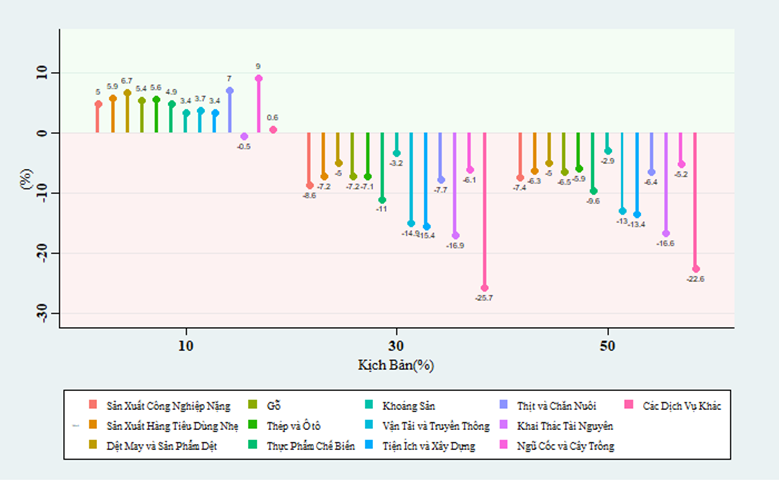 10
0
-10
-20
-30
(%)
5 5.9 6.7 5.4 5.6 4.9 3.4 3.7 3.4 7 -0.5 9 0.6
-8.6 -7.2 -5 -7.2 -7.1 -11 -3.2 -14.9 -15.4 -7.7 -16.9 -6.1 -25.7
-7.4 -6.3 -5 -6.5 -5.9 -9.6 -2.9 -13 -13.4 -6.4 -16.6 -5.2 -22.6
10 30 50
Kịch Bản(%)
Sản Xuất Công Nghiệp Nặng Gỗ Khoáng Sản Thịt và Chăn Nuôi Các Dịch Vụ Khác
Sản Xuất Hàng Tiêu Dùng Nhẹ Thép và Ô tô Vận Tải và Truyền Thông Khai Thác Tài Nguyên
Dệt May và Sản Phẩm Dệt Thực Phẩm Chế Biến Tiện Ích và Xây Dựng Ngũ Cốc và Cây Trồng